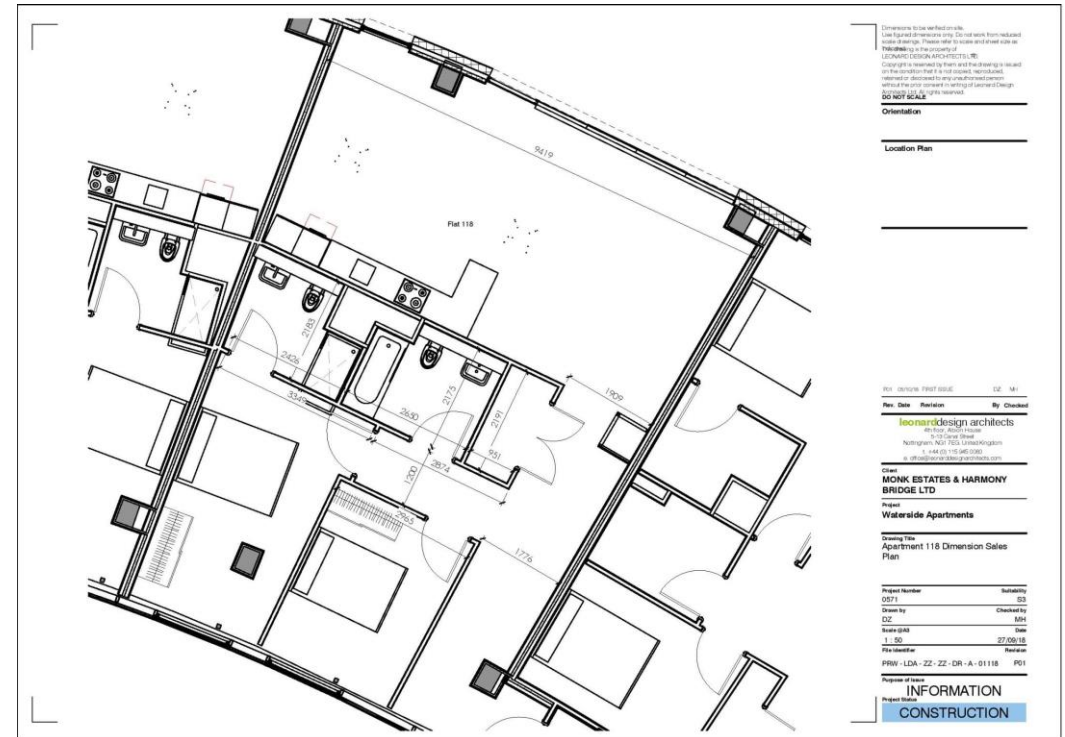 Dimensions to be verified on site.
Use figured dimensions only. Do not work from reduced
scale drawings. Please refer to scale and sheet size as
This drawing is the property of
LEONARD DESIGN ARCHITECTS LTD
Copyright is reserved by them and the drawing is issued
on the condition that it is not copied, reproduced,
retained or disclosed to any unauthorised person
without the prior consent in writing of Leonard Design
Architects Ltd. All rights reserved.
DO NOT SCALE
Orientation
Location Plan
9419
Flat 118
2183
2426
3349
2650
2175
2191
1909
951
2874
1200
2965
1776
P01 FIRST ISSUE DZ MH
Rev. Date Revision By Checked
leonarddesign architects
4th floor, Albion House
5-13 Canal Street
Nottingham, NG1 7EG, United Kingdom
t. +44 (0) 115 945 0080
e. office@leonarddesignarchitects.com
Client
MONK ESTATES & HARMONY
BRIDGE LTD
Project
Waterside Apartments
Drawing Title
Apartment 118 Dimension Sales
Plan
Project Number Suitability
0571 S3
Drawn by Checked by
DZ MH
Scale @A3 Date
1 : 50 27/09/18
File Identifier Revision
PRW - LDA - ZZ - ZZ - DR - A - 01118 P01
Purpose of Issue
INFORMATION
Project Status
CONSTRUCTION